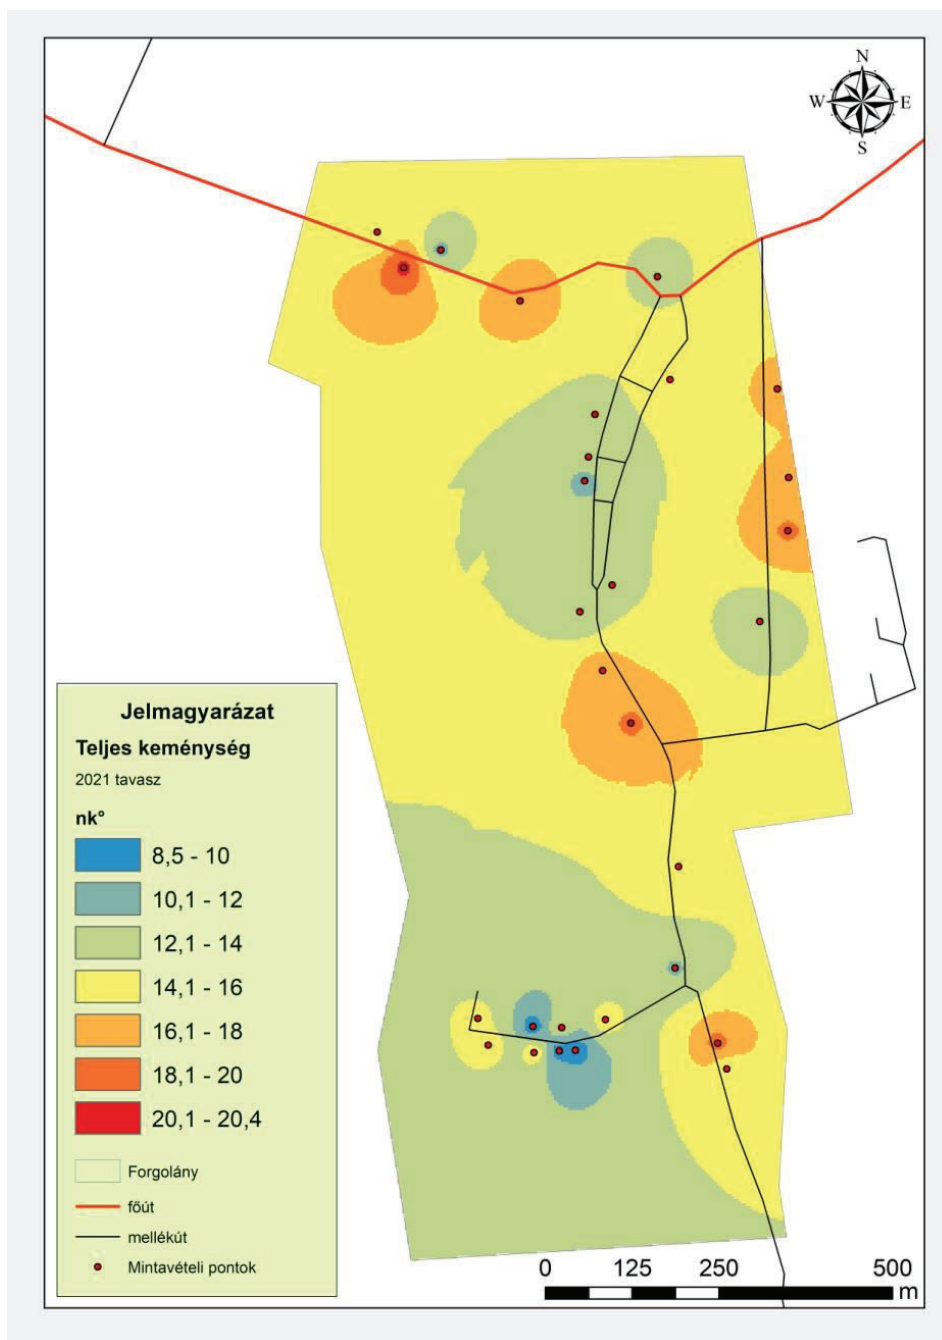 N
W E
S
Jelmagyarázat
Teljes keménység
2021 tavasz
nk°
8,5 - 10
10,1 - 12
12,1 - 14
14,1 - 16
16,1 - 18
18,1 - 20
20,1 - 20,4
Forgolány
főút
mellékút
Mintavételi pontok
0 125 250 500
m